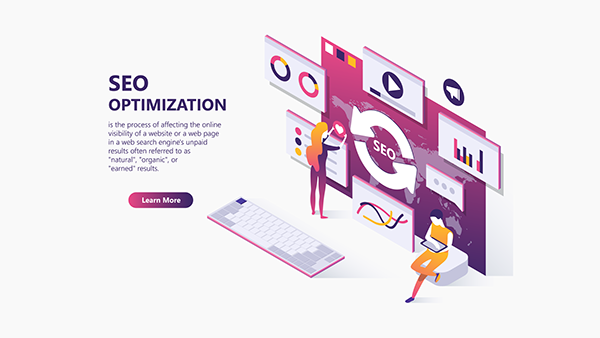 SEO
OPTIMIZATION
is the process of affecting the online
visibility of a website or a web page
in a web search engine's unpaid
results often referred to as
"natural", "organic", or
"earned" results.
Learn More
SEO